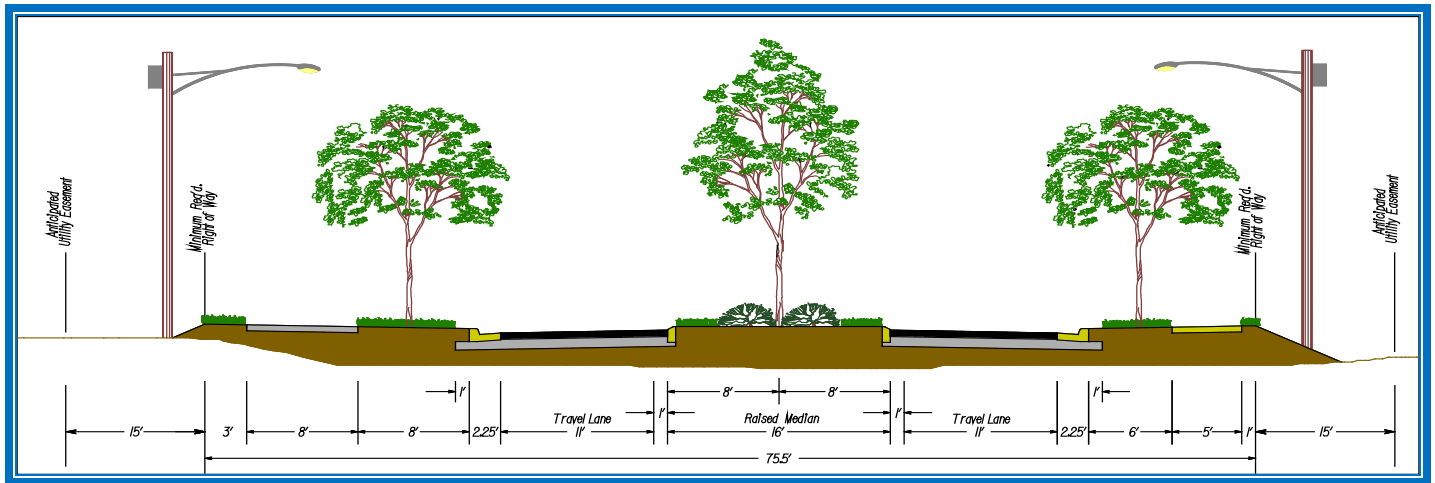 Anticipated
Utility Easement
Minimum Req'd.
Right of Way
Minimum Req'd.
Right of Way
Anticipated
Utility Easement
1'
8'
8'
1'
Travel Lane
1'
Raised Median
1'
Travel Lane
15'
3'
8'
8'
2.25'
11'
16'
11'
2.25'
6'
5'
1'
15'
75.5'